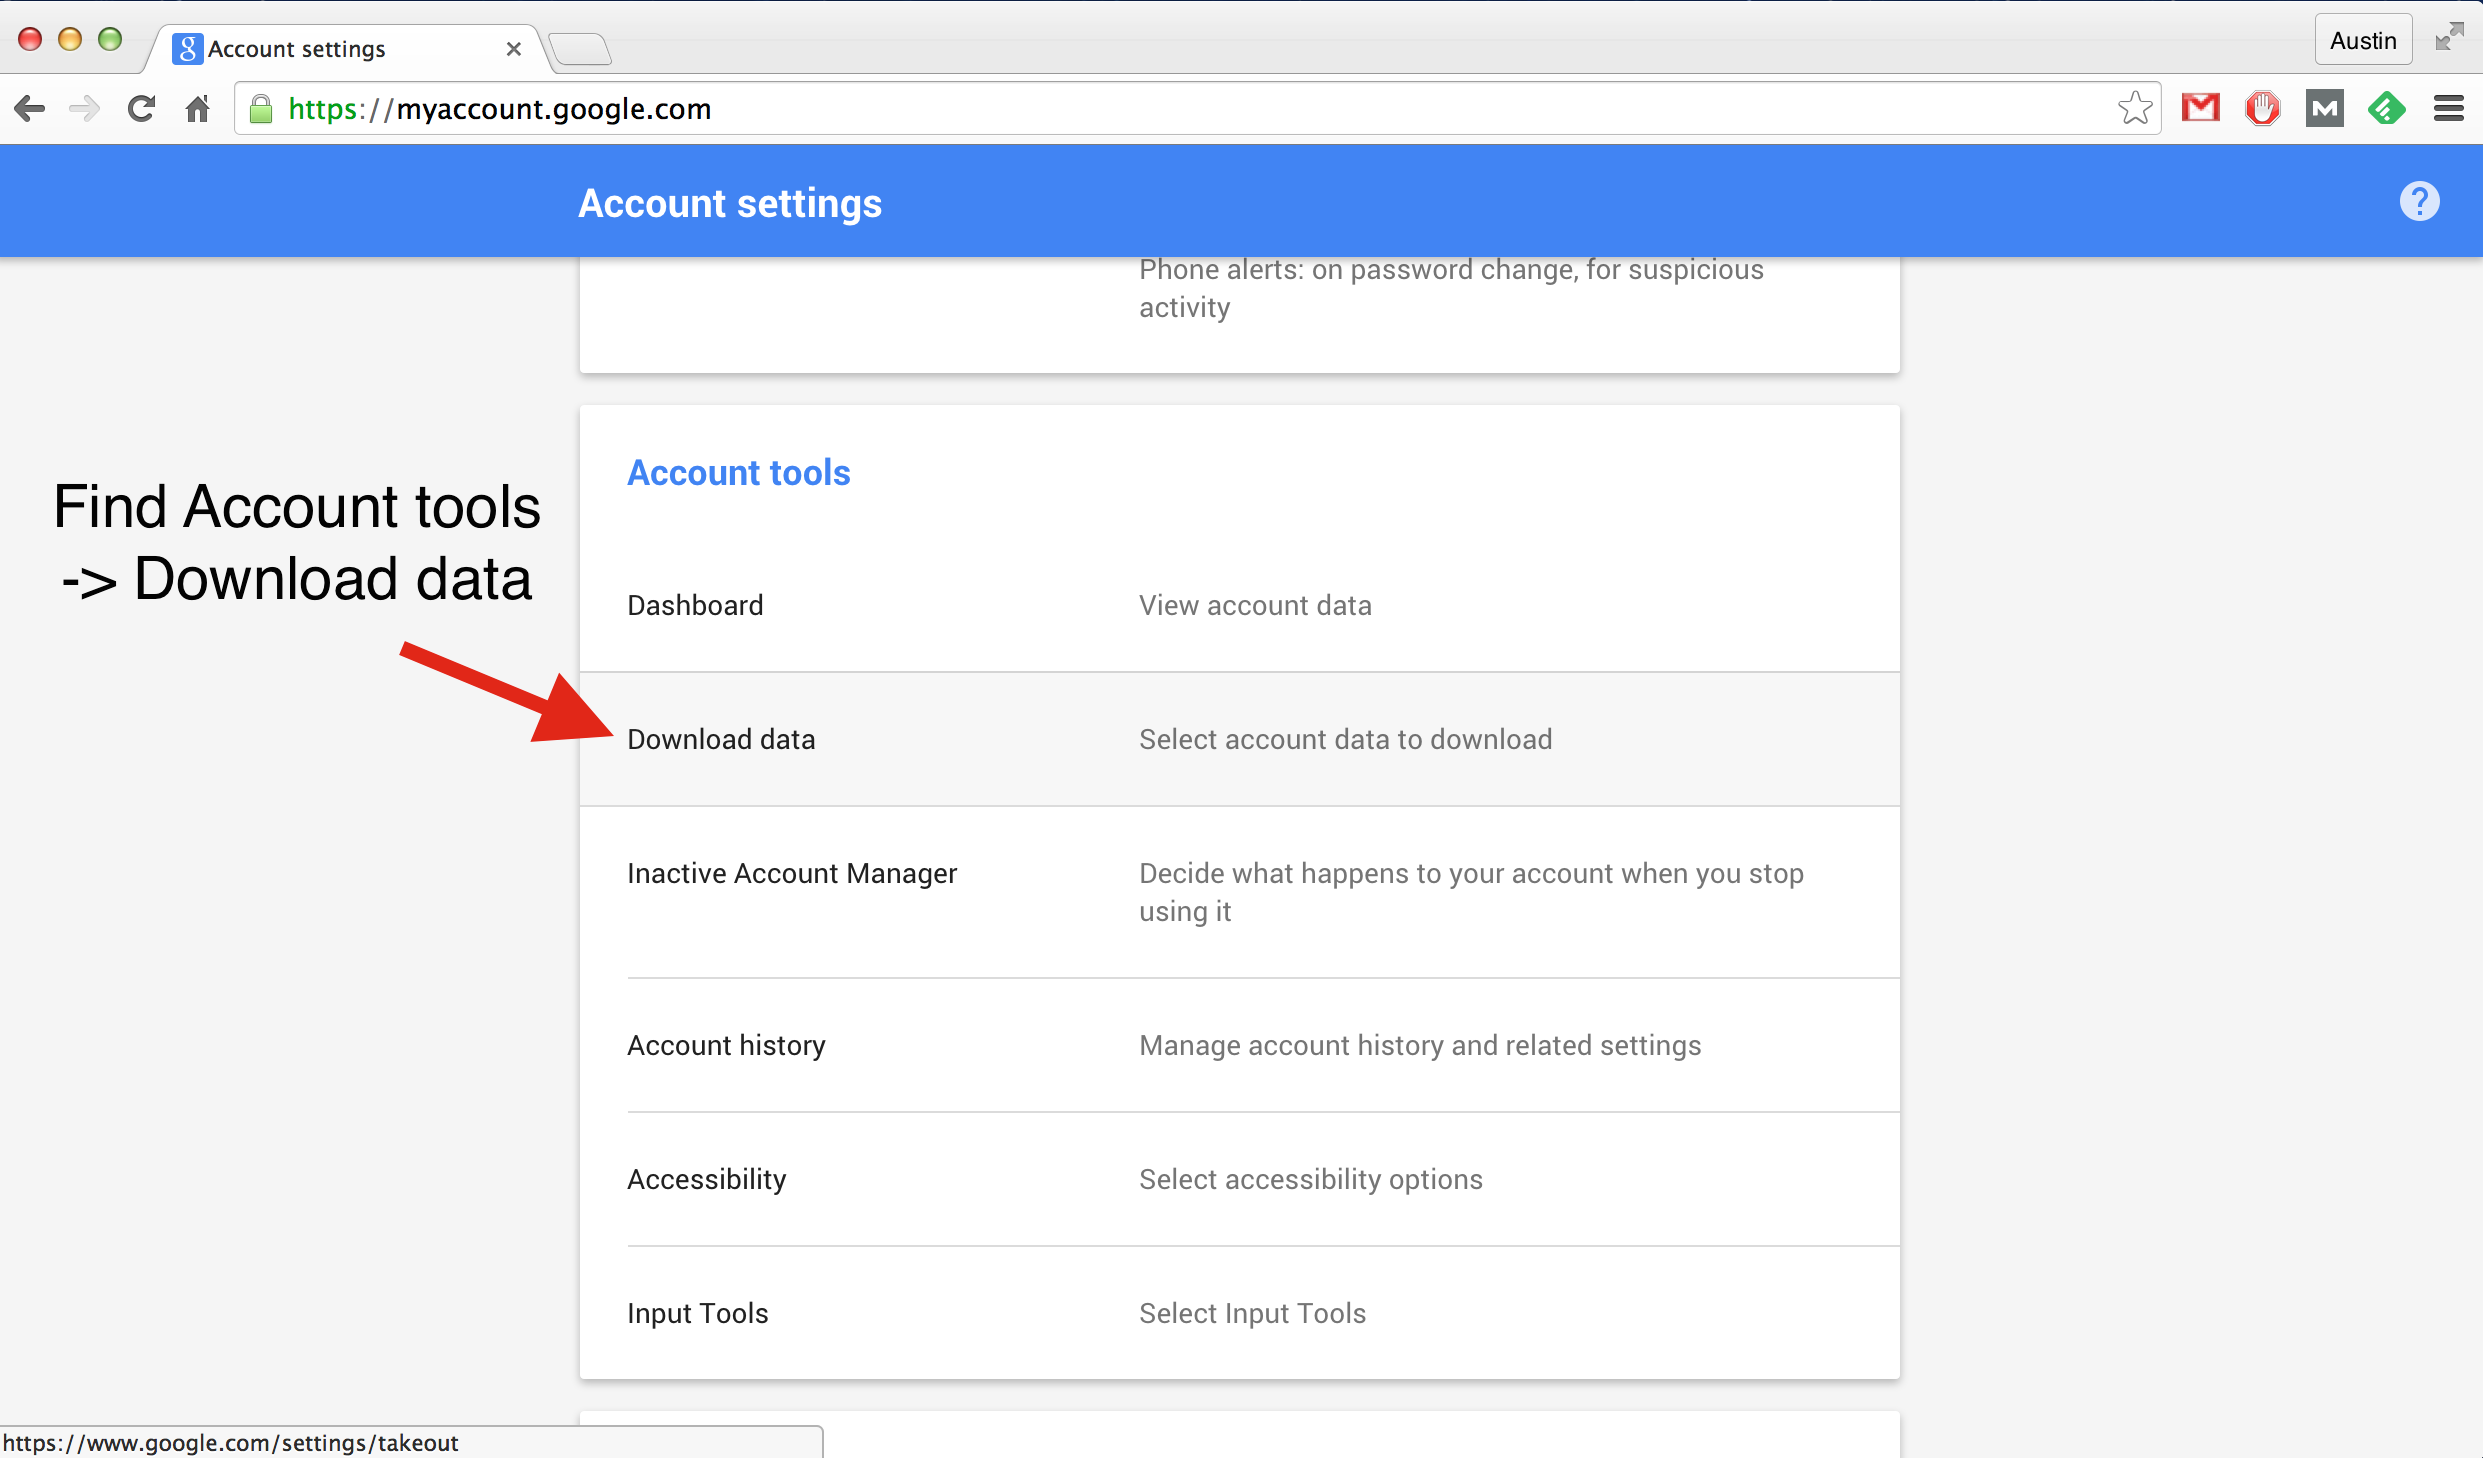 Account settings
Austin
https://myaccount.google.com
Account settings
?
Phone alerts: on password change, for suspicious
activity
Find Account tools
-> Download data
Account tools
Dashboard
View account data
Download data
Select account data to download
Inactive Account Manager
Decide what happens to your account when you stop
using it
Account history
Manage account history and related settings
Accessibility
Select accessibility options
Input Tools
Select Input Tools
https://www.google.com/settings/takeout